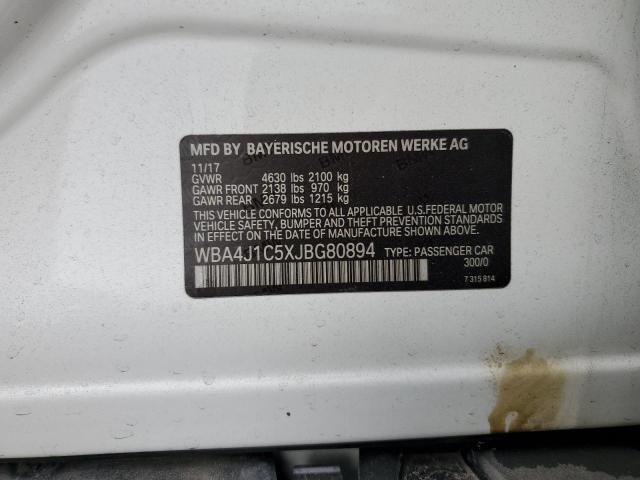 MFD BY BAYERISCHE MOTOREN WERKE AG
11/17
GVWR 4630 lbs 2100 kg
GAWR FRONT 2138 lbs 970 kg
GAWR REAR 2679 lbs 1215 kg
THIS VEHICLE CONFORMS TO ALL APPLICABLE U.S.FEDERAL MOTOR
VEHICLE SAFETY, BUMPER AND THEFT PREVENTION STANDARDS
IN EFFECT ON THE DATE OF MANUFACTURE SHOWN ABOVE.
WBA4J1C5XJBG80894 TYPE: PASSENGER CAR
300/0
7 315 814